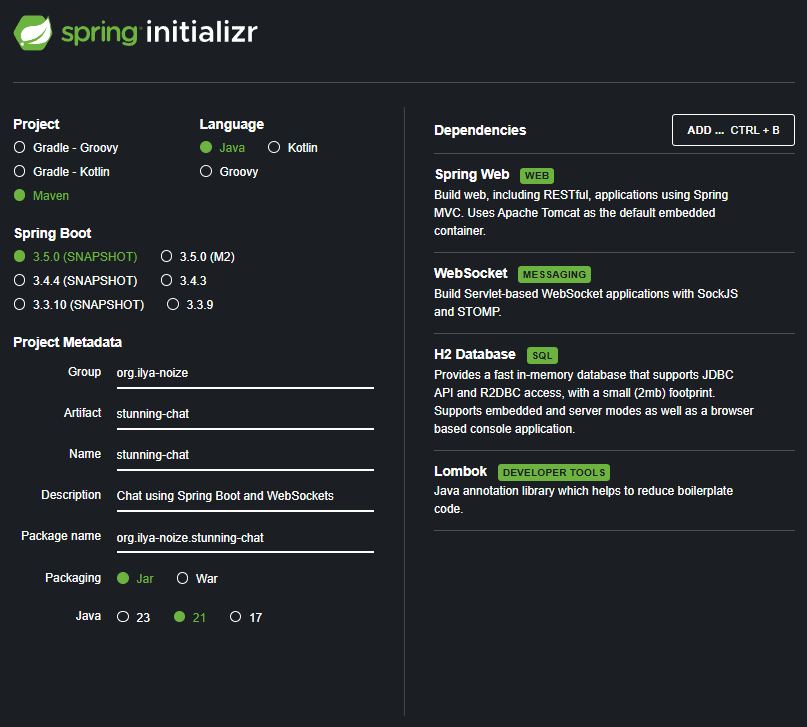 spring initializr
Project
Gradle - Groovy
Gradle - Kotlin
Maven
Language
Java Kotlin
Groovy
Spring Boot
3.5.0 (SNAPSHOT) 3.5.0 (M2)
3.4.4 (SNAPSHOT) 3.4.3
3.3.10 (SNAPSHOT) 3.3.9
Project Metadata
Group org.ilya-noize
Artifact stunning-chat
Name stunning-chat
Description Chat using Spring Boot and WebSockets
Package name org.ilya-noize.stunning-chat
Packaging Jar War
Java 23 21 17
Dependencies ADD ... CTRL + B
Spring Web WEB
Build web, including RESTful, applications using Spring
MVC. Uses Apache Tomcat as the default embedded
container.
WebSocket MESSAGING
Build Servlet-based WebSocket applications with SockJS
and STOMP.
H2 Database SQL
Provides a fast in-memory database that supports JDBC
API and R2DBC access, with a small (2mb) footprint.
Supports embedded and server modes as well as a browser
based console application.
Lombok DEVELOPER TOOLS
Java annotation library which helps to reduce boilerplate
code.